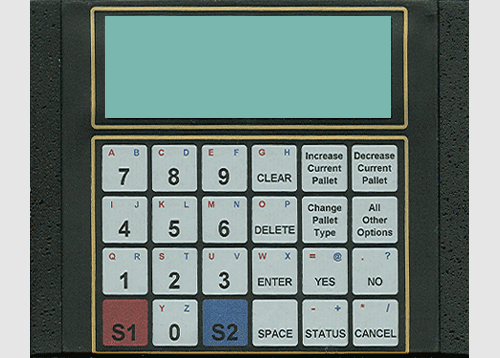 A B C D E F G H Increase Decrease
7 8 9 CLEAR Current Current
Pallet Pallet
I J K L M N O P Change All
4 5 6 DELETE Pallet Other
Type Options
Q R S T U V W X = @ . ?
1 2 3 ENTER YES NO
Y Z - + * /
S1 0 S2 SPACE STATUS CANCEL